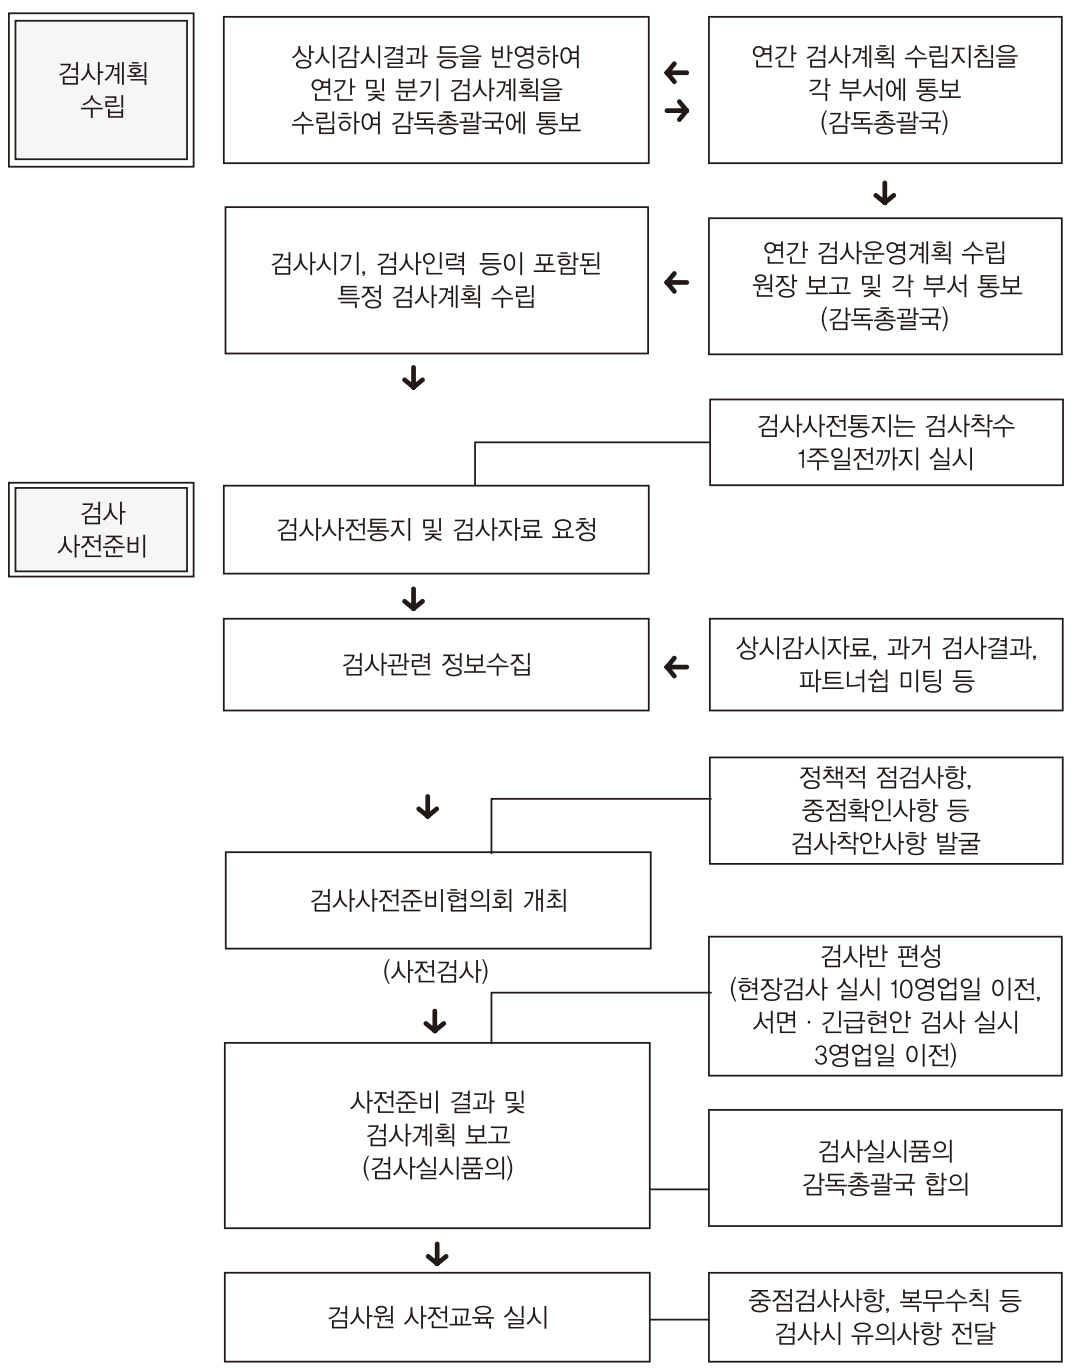 검사계획
수립
상시감시결과 등을 반영하여
연간 및 분기 검사계획을
수립하여 감독총괄국에 통보
연간 검사계획 수립지침을
각 부서에 통보
(감독총괄국)
검사시기, 검사인력 등이 포함된
특정 검사계획 수립
연간 검사운영계획 수립
원장 보고 및 각 부서 통보
(감독총괄국)
검사사전통지는 검사착수
1주일전까지 실시
검사
사전준비
검사사전통지 및 검사자료 요청
검사관련 정보수집
상시감시자료, 과거 검사결과,
파트너쉽 미팅 등
정책적 점검사항,
중점확인사항 등
검사착안사항 발굴
검사사전준비협의회 개최
(사전검사)
검사반 편성
(현장검사 실시 10영업일 이전,
서면 · 긴급현안 검사 실시
3영업일 이전)
사전준비 결과 및
검사계획 보고
(검사실시품의)
검사실시품의
감독총괄국 합의
검사원 사전교육 실시
중점검사사항, 복무수칙 등
검사시 유의사항 전달